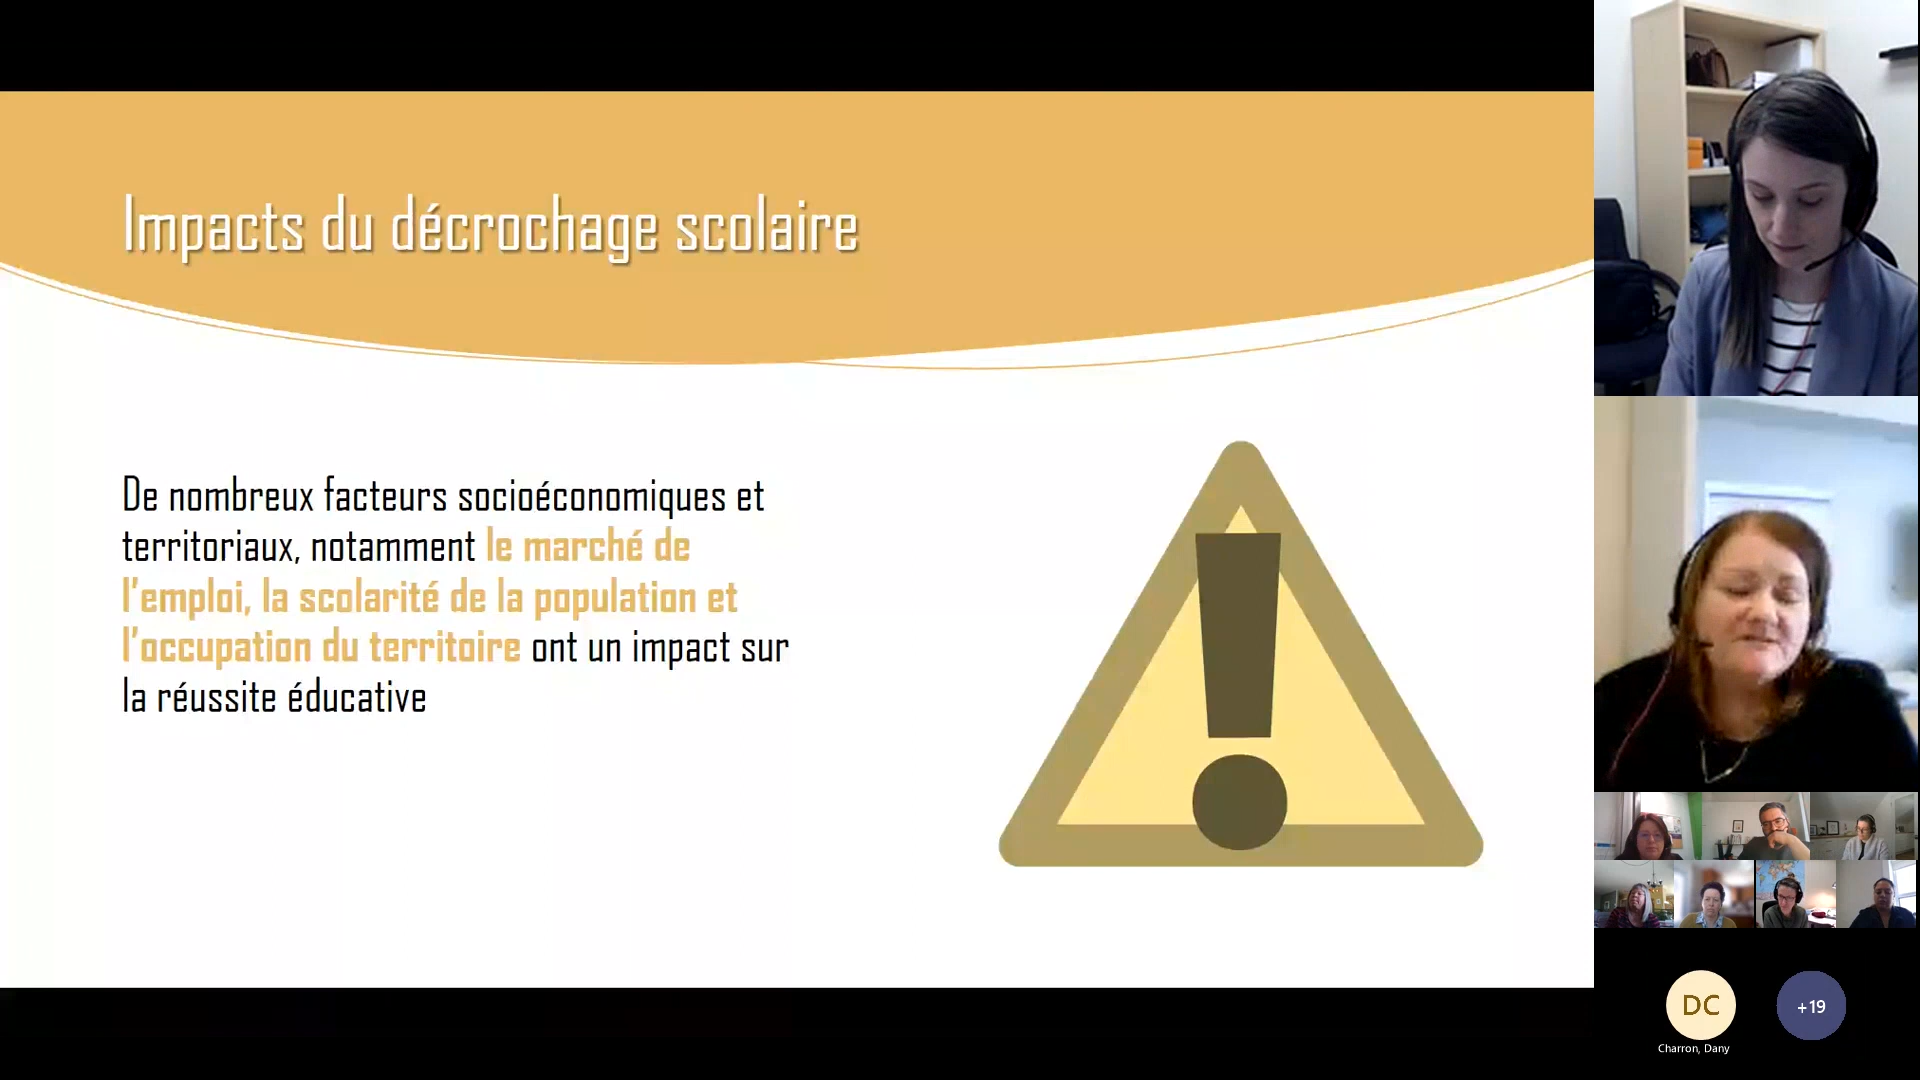 Impacts du décrochage scolaire
De nombreux facteurs socioéconomiques et
territoriaux, notamment le marché de
l'emploi, la scolarité de la population et
l'occupation du territoire ont un impact sur
la réussite éducative
DC
+19
Charron, Dany